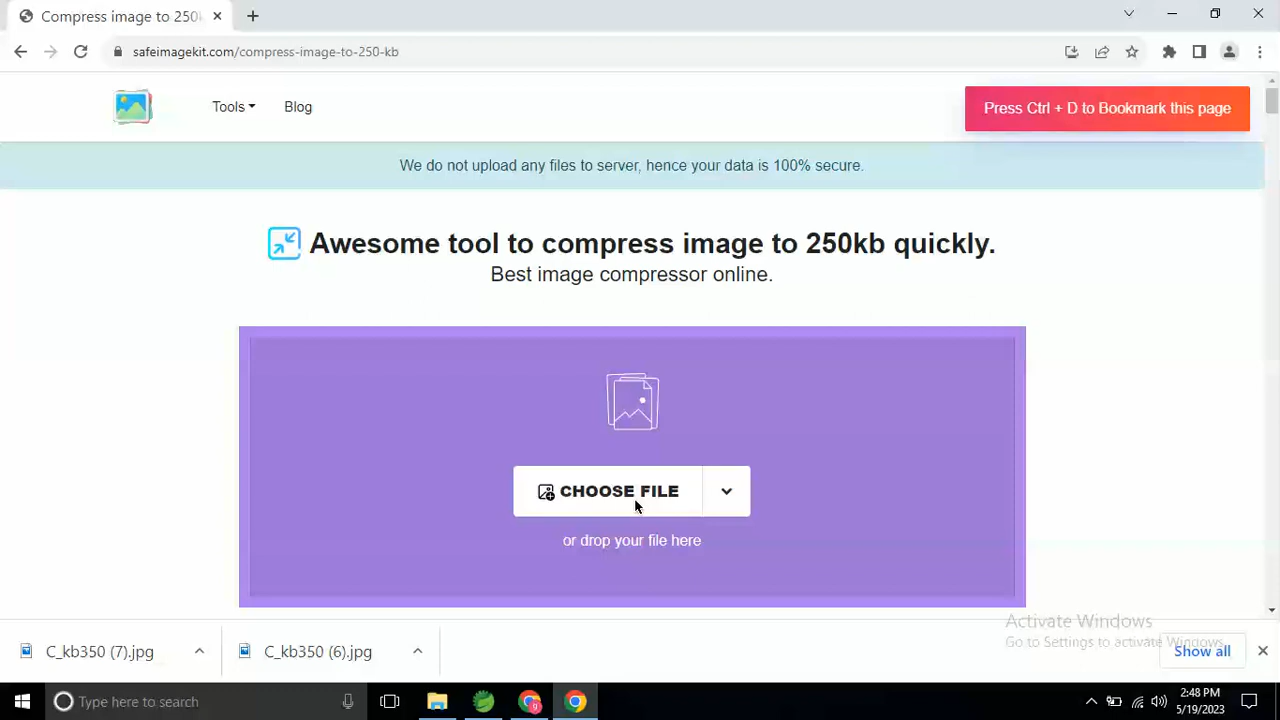 Compress image to 250
safeimagekit.com/compress-image-to-250-kb
Tools Blog
Press Ctrl + D to Bookmark this page
We do not upload any files to server, hence your data is 100% secure.
Awesome tool to compress image to 250kb quickly.
Best image compressor online.
CHOOSE FILE
or drop your file here
Activate Windows
Go to Settings to activate Windows.
C_kb350 (7).jpg
C_kb350 (6).jpg
Show all
Type here to search
9
2:48 PM
5/19/2023